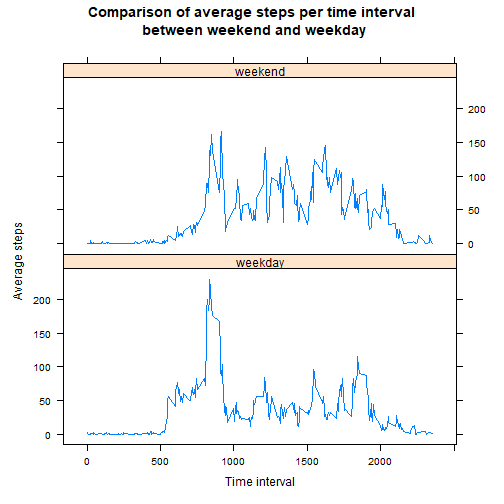 Comparison of average steps per time interval
between weekend and weekday
weekend
200
150
100
50
0
Average steps
weekday
200
150
100
50
0
0
500
1000
1500
2000
Time interval